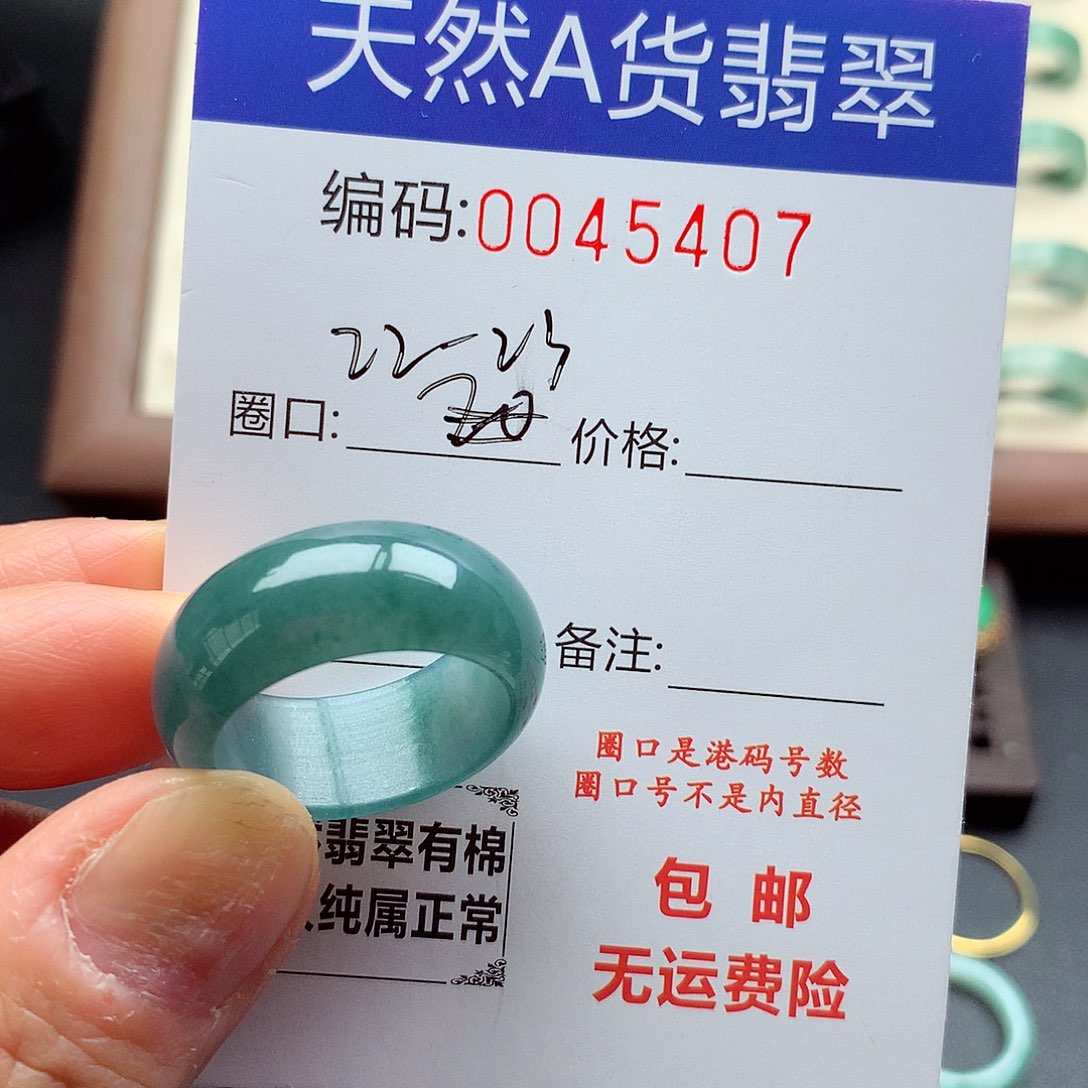 天然A货翡翠
编码:0045407
22-23
圈口: 价格:
备注:
圈口是港码号数
圈口号不是内直径
翡翠有棉
纯属正常
包 邮
无运费险